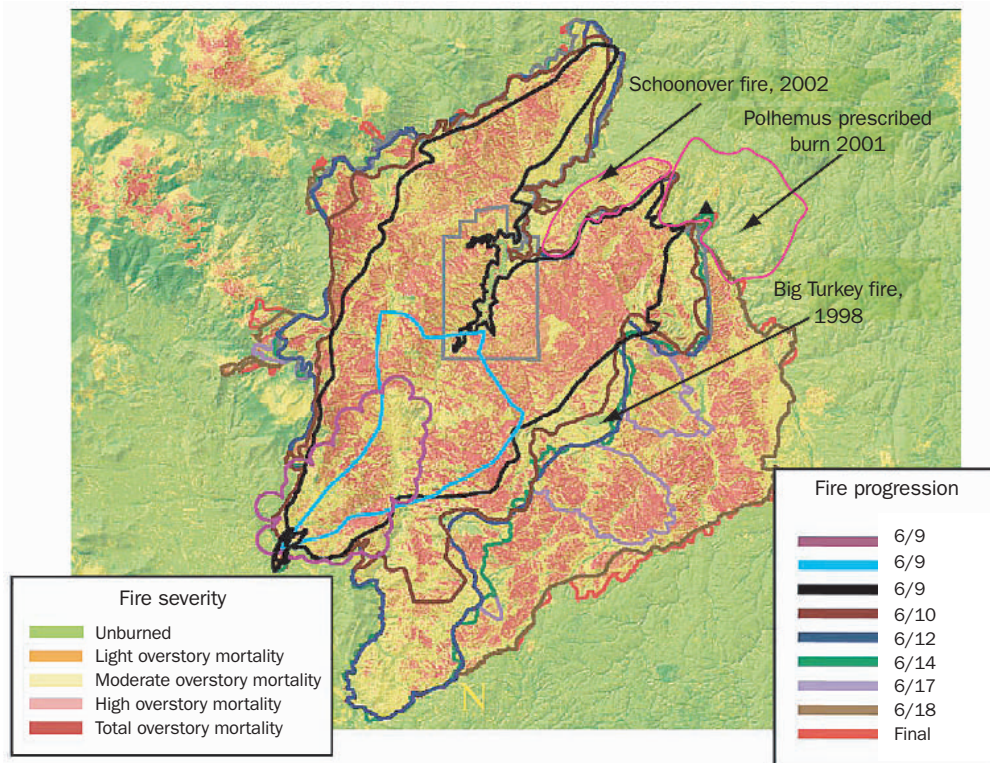 Schoonover fire, 2002
Polhemus prescribed
burn 2001
Big Turkey fire,
1998
N
Fire severity
Unburned
Light overstory mortality
Moderate overstory mortality
High overstory mortality
Total overstory mortality
Fire progression
6/9
6/9
6/9
6/10
6/12
6/14
6/17
6/18
Final